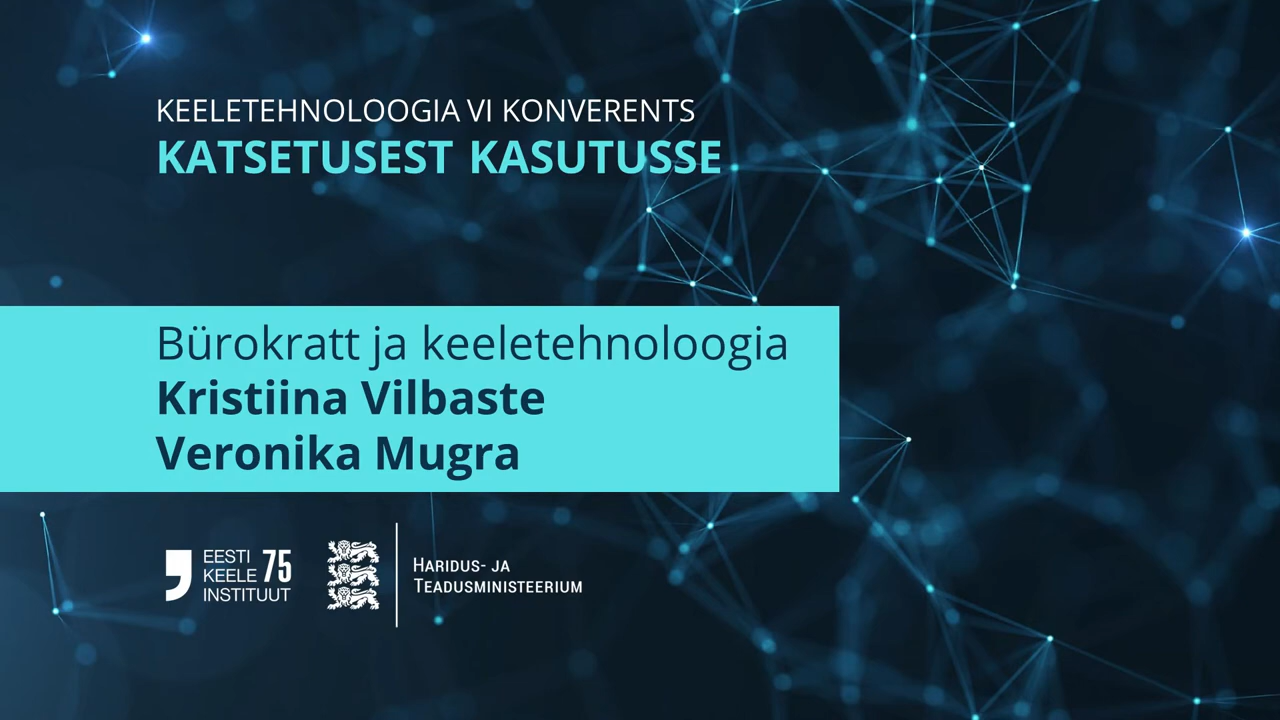 KEELETEHNOLOOGIA VI KONVERENTS
KATSETUSEST KASUTUSSE
Bürokratt ja keeletehnoloogia
Kristiina Vilbaste
Veronika Mugra
EESTI
KEELE 75
INSTITUUT
HARIDUS- JA
TEADUSMINISTEERIUM